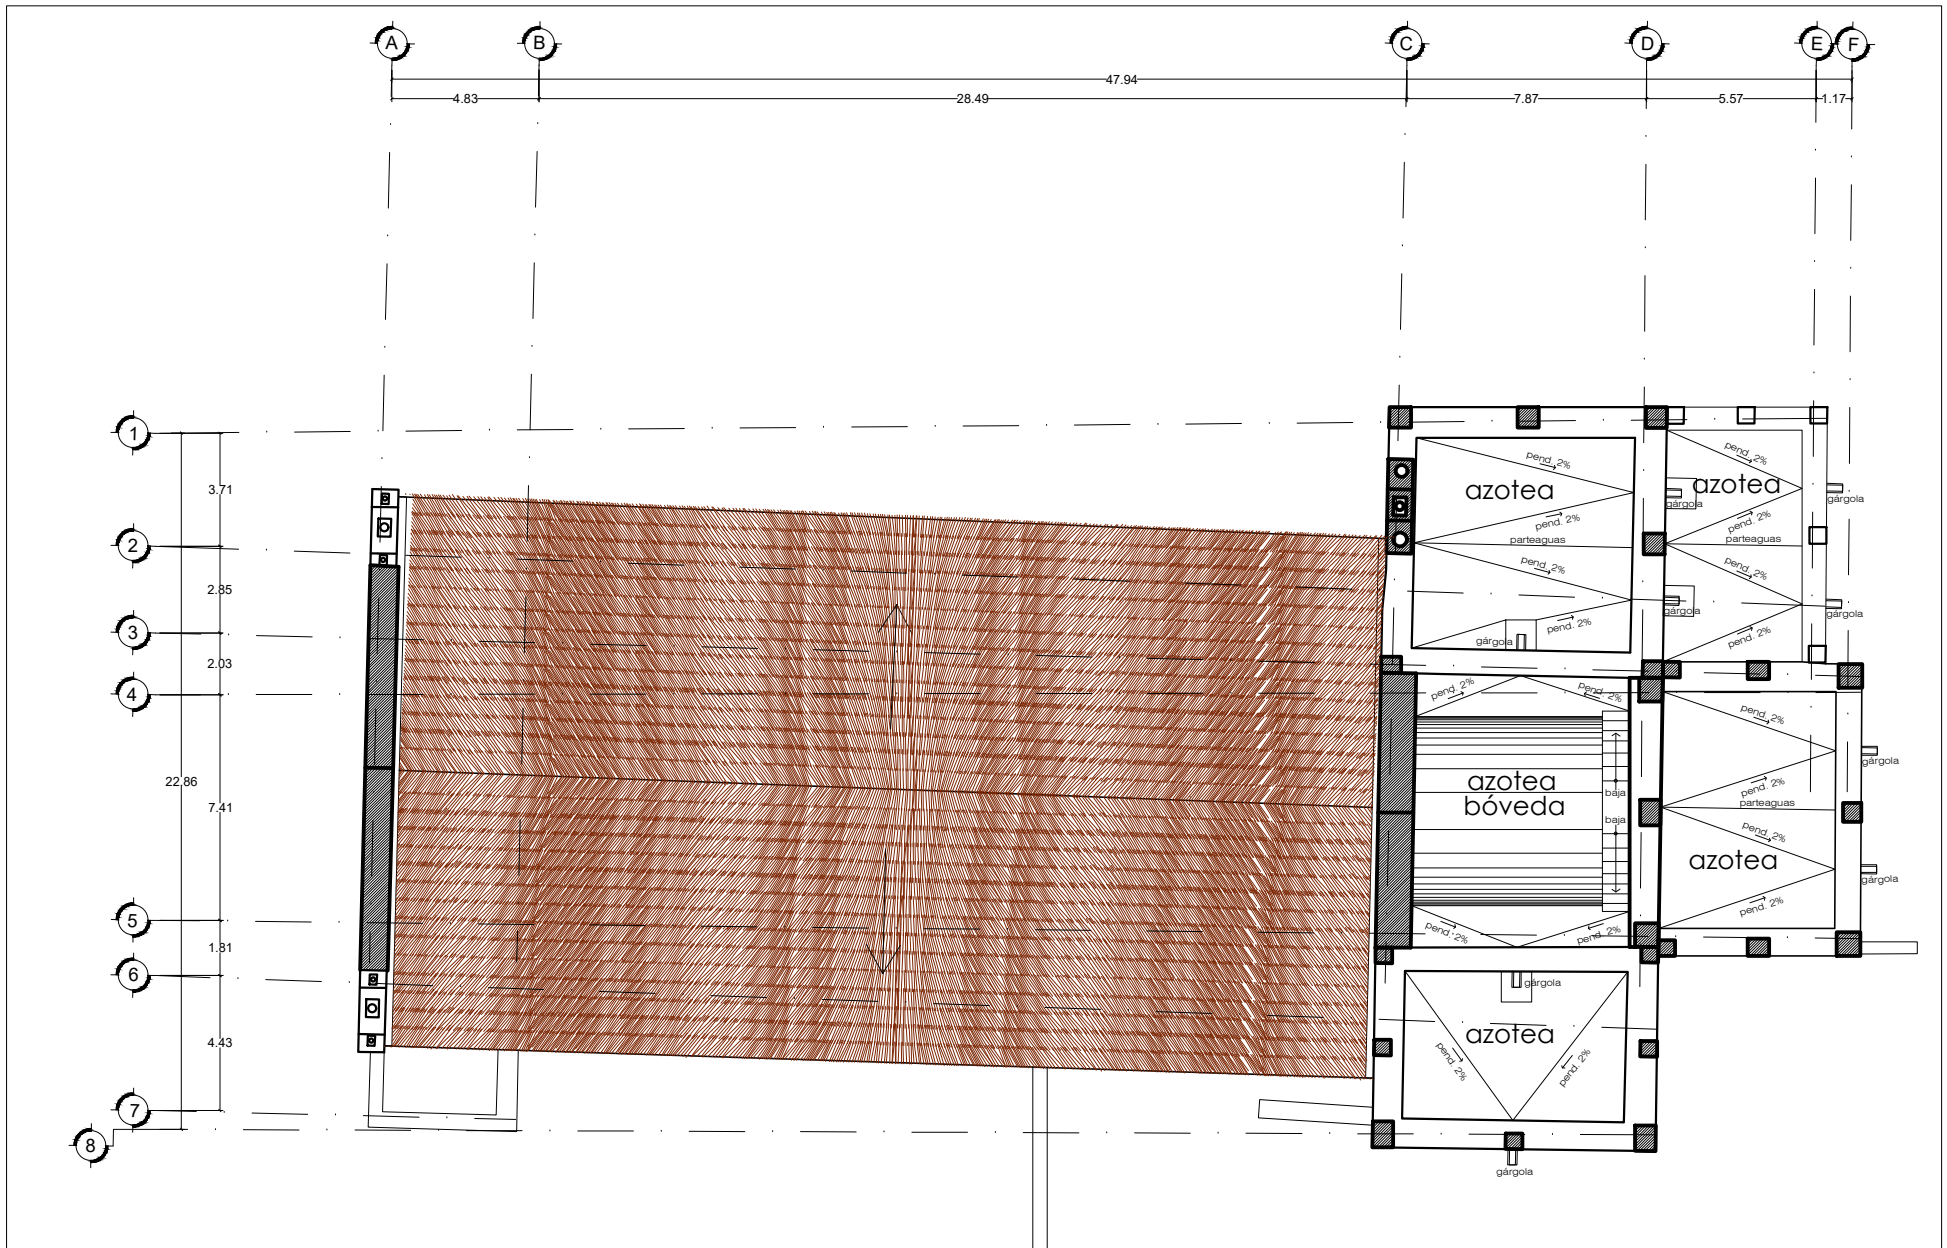 A B C D E F
47.94
4.83 28.49 7.87 5.57 1.17
1
3.71
2
2.85
3
2.03
4
22.86
7.41
5
1.81
6
4.43
7
8
pend. 2%
azotea
pend. 2%
parteaguas
pend. 2%
pend. 2%
gárgola
pend. 2%
azotea
gárgola
gárgola
pend. 2%
parteaguas
pend. 2%
gárgola
gárgola
pend. 2%
pend. 2%
pend. 2%
azotea
bóveda
baja
baja
pend. 2%
pend. 2%
pend. 2%
gárgola
pend. 2%
parteaguas
pend. 2%
azotea
gárgola
pend. 2%
gárgola
azotea
pend. 2%
pend. 2%
gárgola